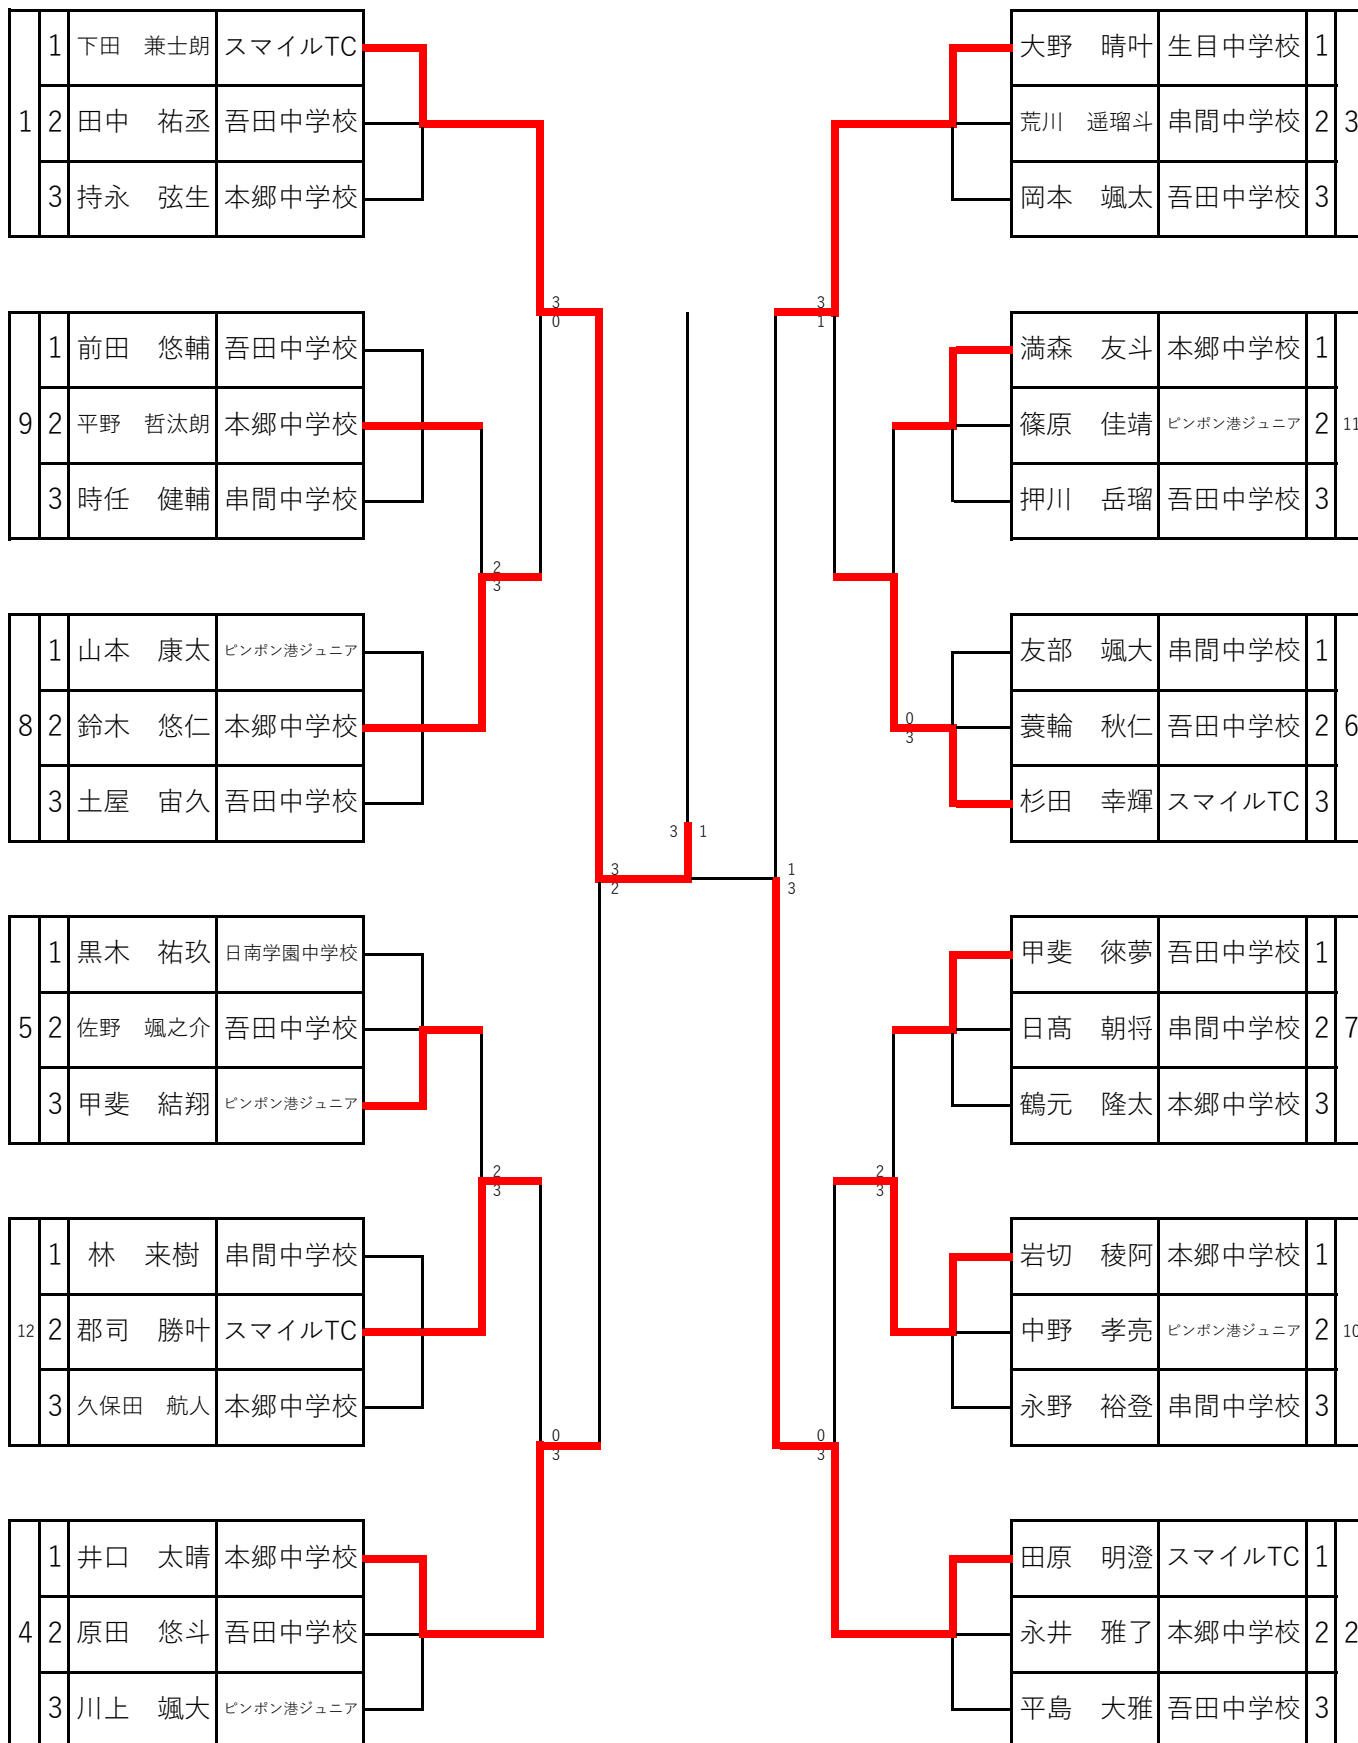 1 下田　兼士朗 スマイルTC
1 2 田中　祐丞 吾田中学校
3 持永　弦生 本郷中学校
1 前田　悠輔 吾田中学校
9 2 平野　哲汰朗 本郷中学校
3 時任　健輔 串間中学校
1 山本　康太 ピンポン港ジュニア
8 2 鈴木　悠仁 本郷中学校
3 土屋　宙久 吾田中学校
1 黒木　祐玖 日南学園中学校
5 2 佐野　颯之介 吾田中学校
3 甲斐　結翔 ピンポン港ジュニア
1 林　来樹 串間中学校
12 2 郡司　勝叶 スマイルTC
3 久保田　航人 本郷中学校
1 井口　太晴 本郷中学校
4 2 原田　悠斗 吾田中学校
3 川上　颯大 ピンポン港ジュニア
3
0
2
3
3
2
2
3
0
3
3 1
3
1
0
3
1
3
2
3
0
3
大野　晴叶 生目中学校 1
荒川　遥瑠斗 串間中学校 2 3
岡本　颯太 吾田中学校 3
満森　友斗 本郷中学校 1
篠原　佳靖 ピンポン港ジュニア 2 11
押川　岳瑠 吾田中学校 3
友部　颯大 串間中学校 1
蓑輪　秋仁 吾田中学校 2 6
杉田　幸輝 スマイルTC 3
甲斐　徠夢 吾田中学校 1
日髙　朝将 串間中学校 2 7
鶴元　隆太 本郷中学校 3
岩切　稜阿 本郷中学校 1
中野　孝亮 ピンポン港ジュニア 2 10
永野　裕登 串間中学校 3
田原　明澄 スマイルTC 1
永井　雅了 本郷中学校 2 2
平島　大雅 吾田中学校 3